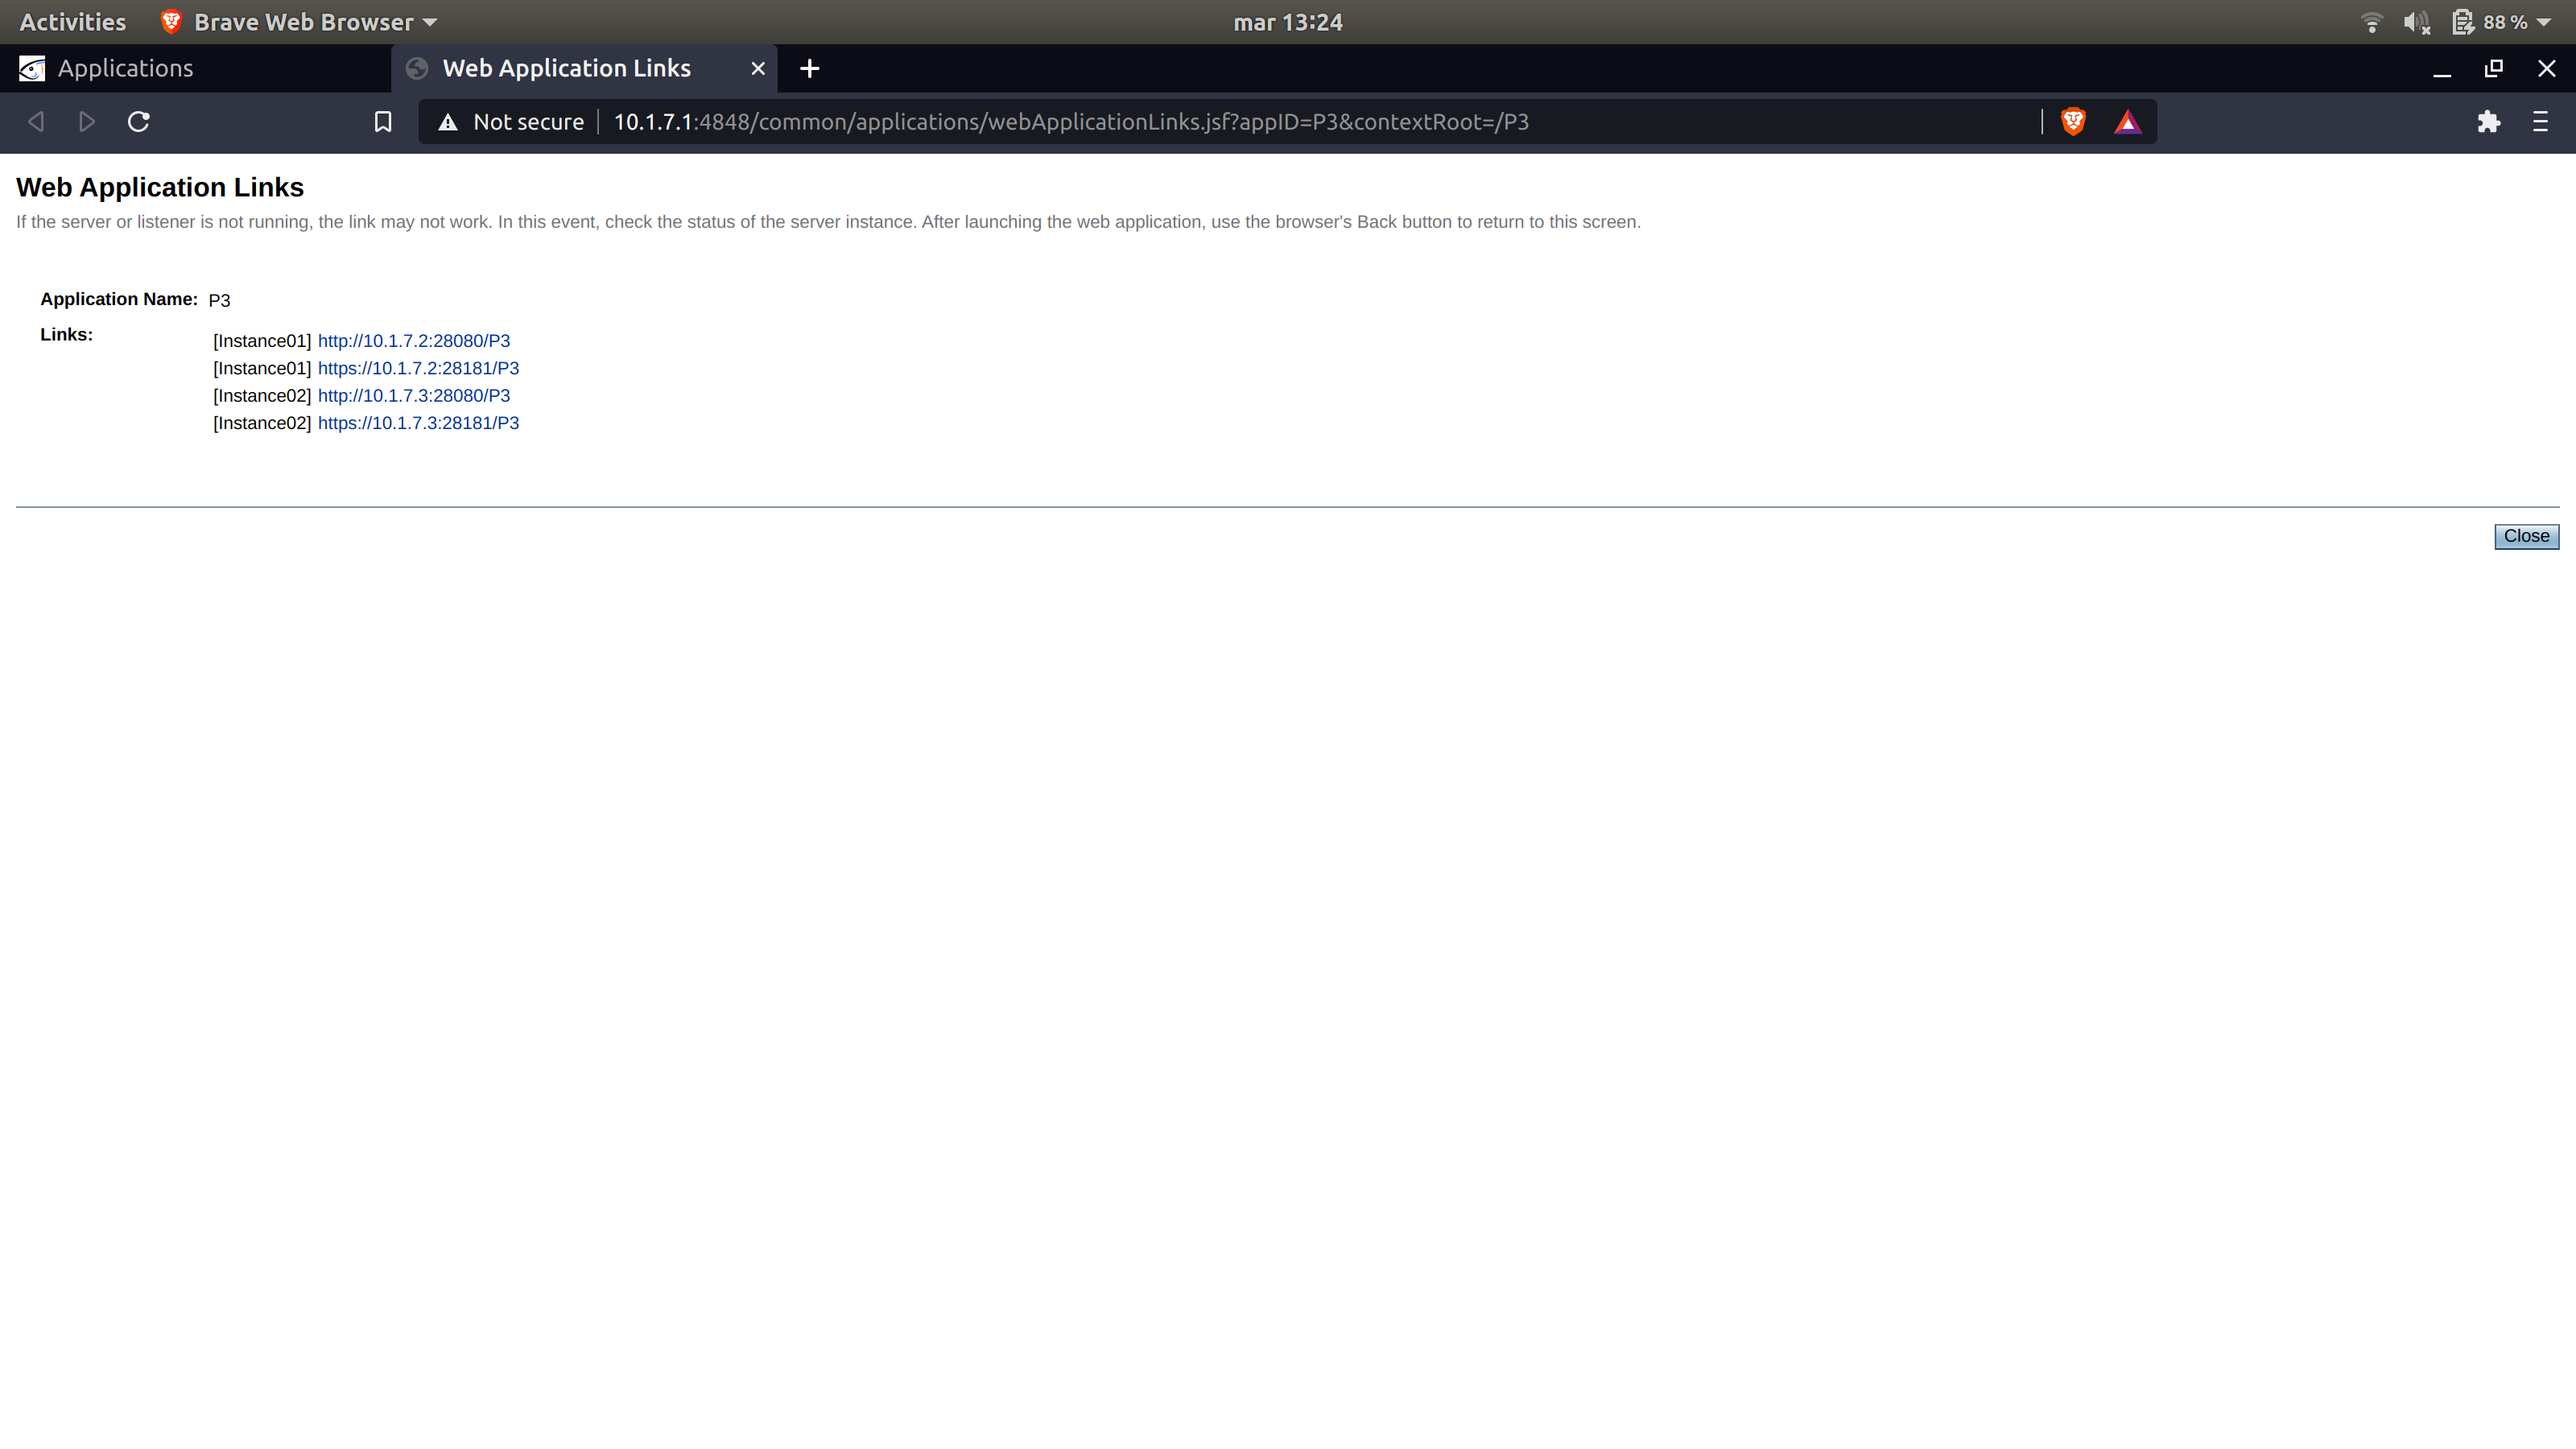 Activities Brave Web Browser mar 13:24 88 %
Applications Web Application Links
Not secure 10.1.7.1:4848/common/applications/webApplicationLinks.jsf?appID=P3&contextRoot=/P3
Web Application Links
If the server or listener is not running, the link may not work. In this event, check the status of the server instance. After launching the web application, use the browser's Back button to return to this screen.
Application Name: P3
Links:
[Instance01] http://10.1.7.2:28080/P3
[Instance01] https://10.1.7.2:28181/P3
[Instance02] http://10.1.7.3:28080/P3
[Instance02] https://10.1.7.3:28181/P3
Close